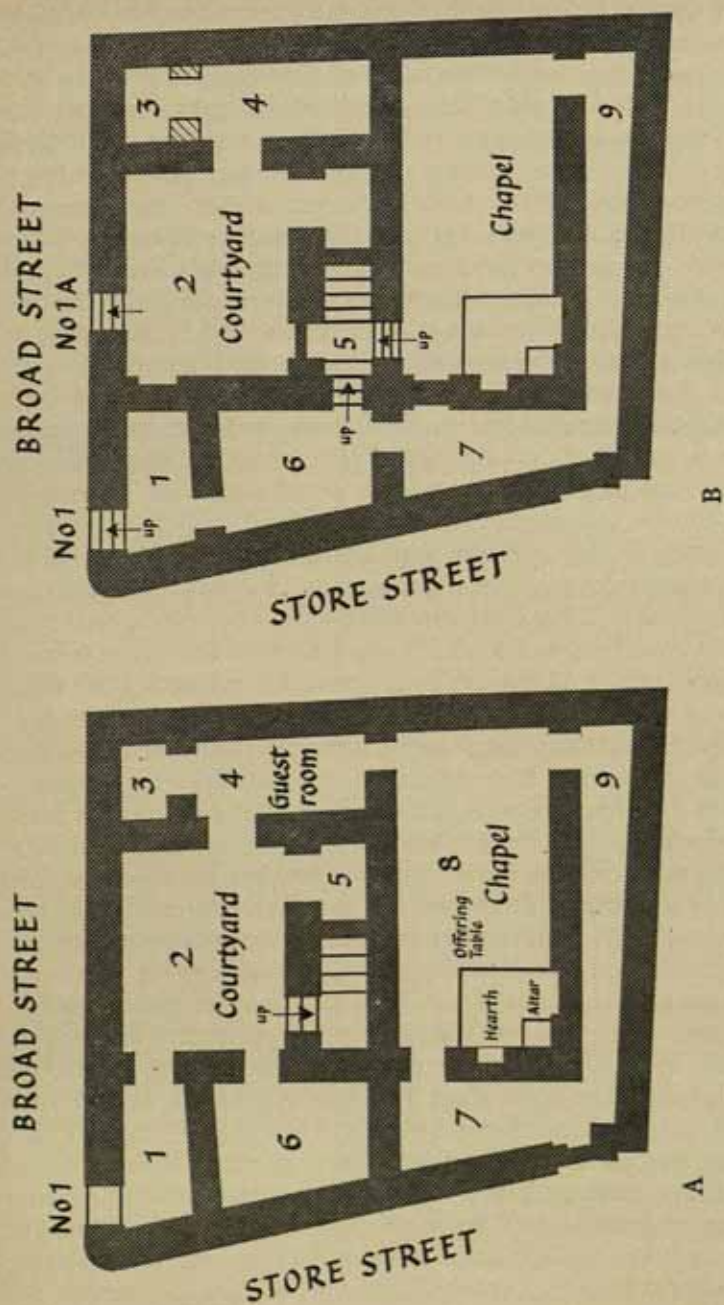 BROAD STREET
No1
1
2
Courtyard
3
4
Guest
room
up
5
6
7
8
Chapel
Offering
Table
Hearth
Altar
9
STORE STREET
A
BROAD STREET
No1
No1A
up
1
2
Courtyard
3
4
5
up
up
6
7
Chapel
9
STORE STREET
B